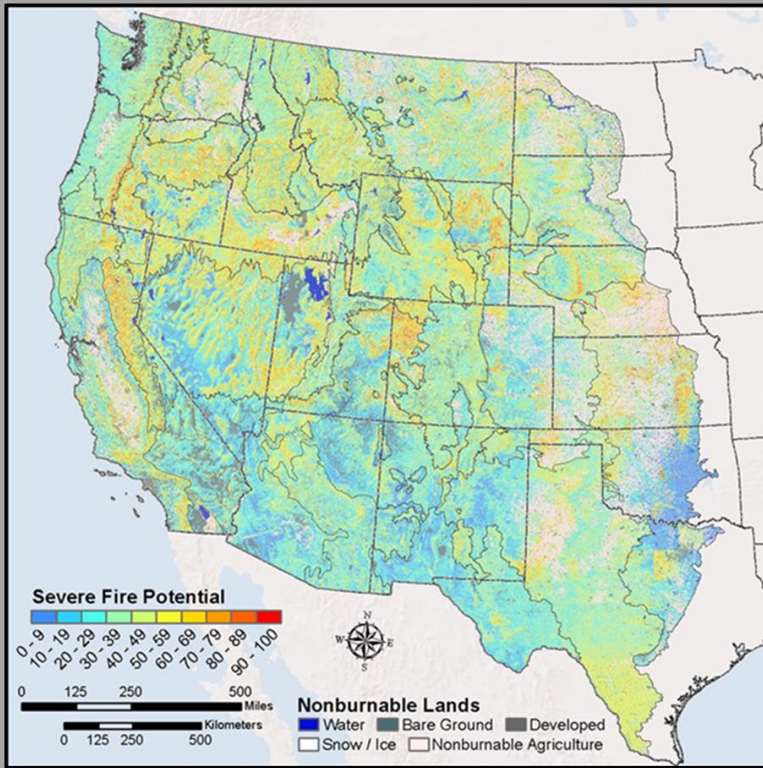 Severe Fire Potential
0 - 9
10 - 19
20 - 29
30 - 39
40 - 49
50 - 59
60 - 69
70 - 79
80 - 89
90 - 100
0 125 250 500
Miles
Kilometers
0 125 250 500
N
W E
S
Nonburnable Lands
Water Bare Ground Developed
Snow / Ice Nonburnable Agriculture